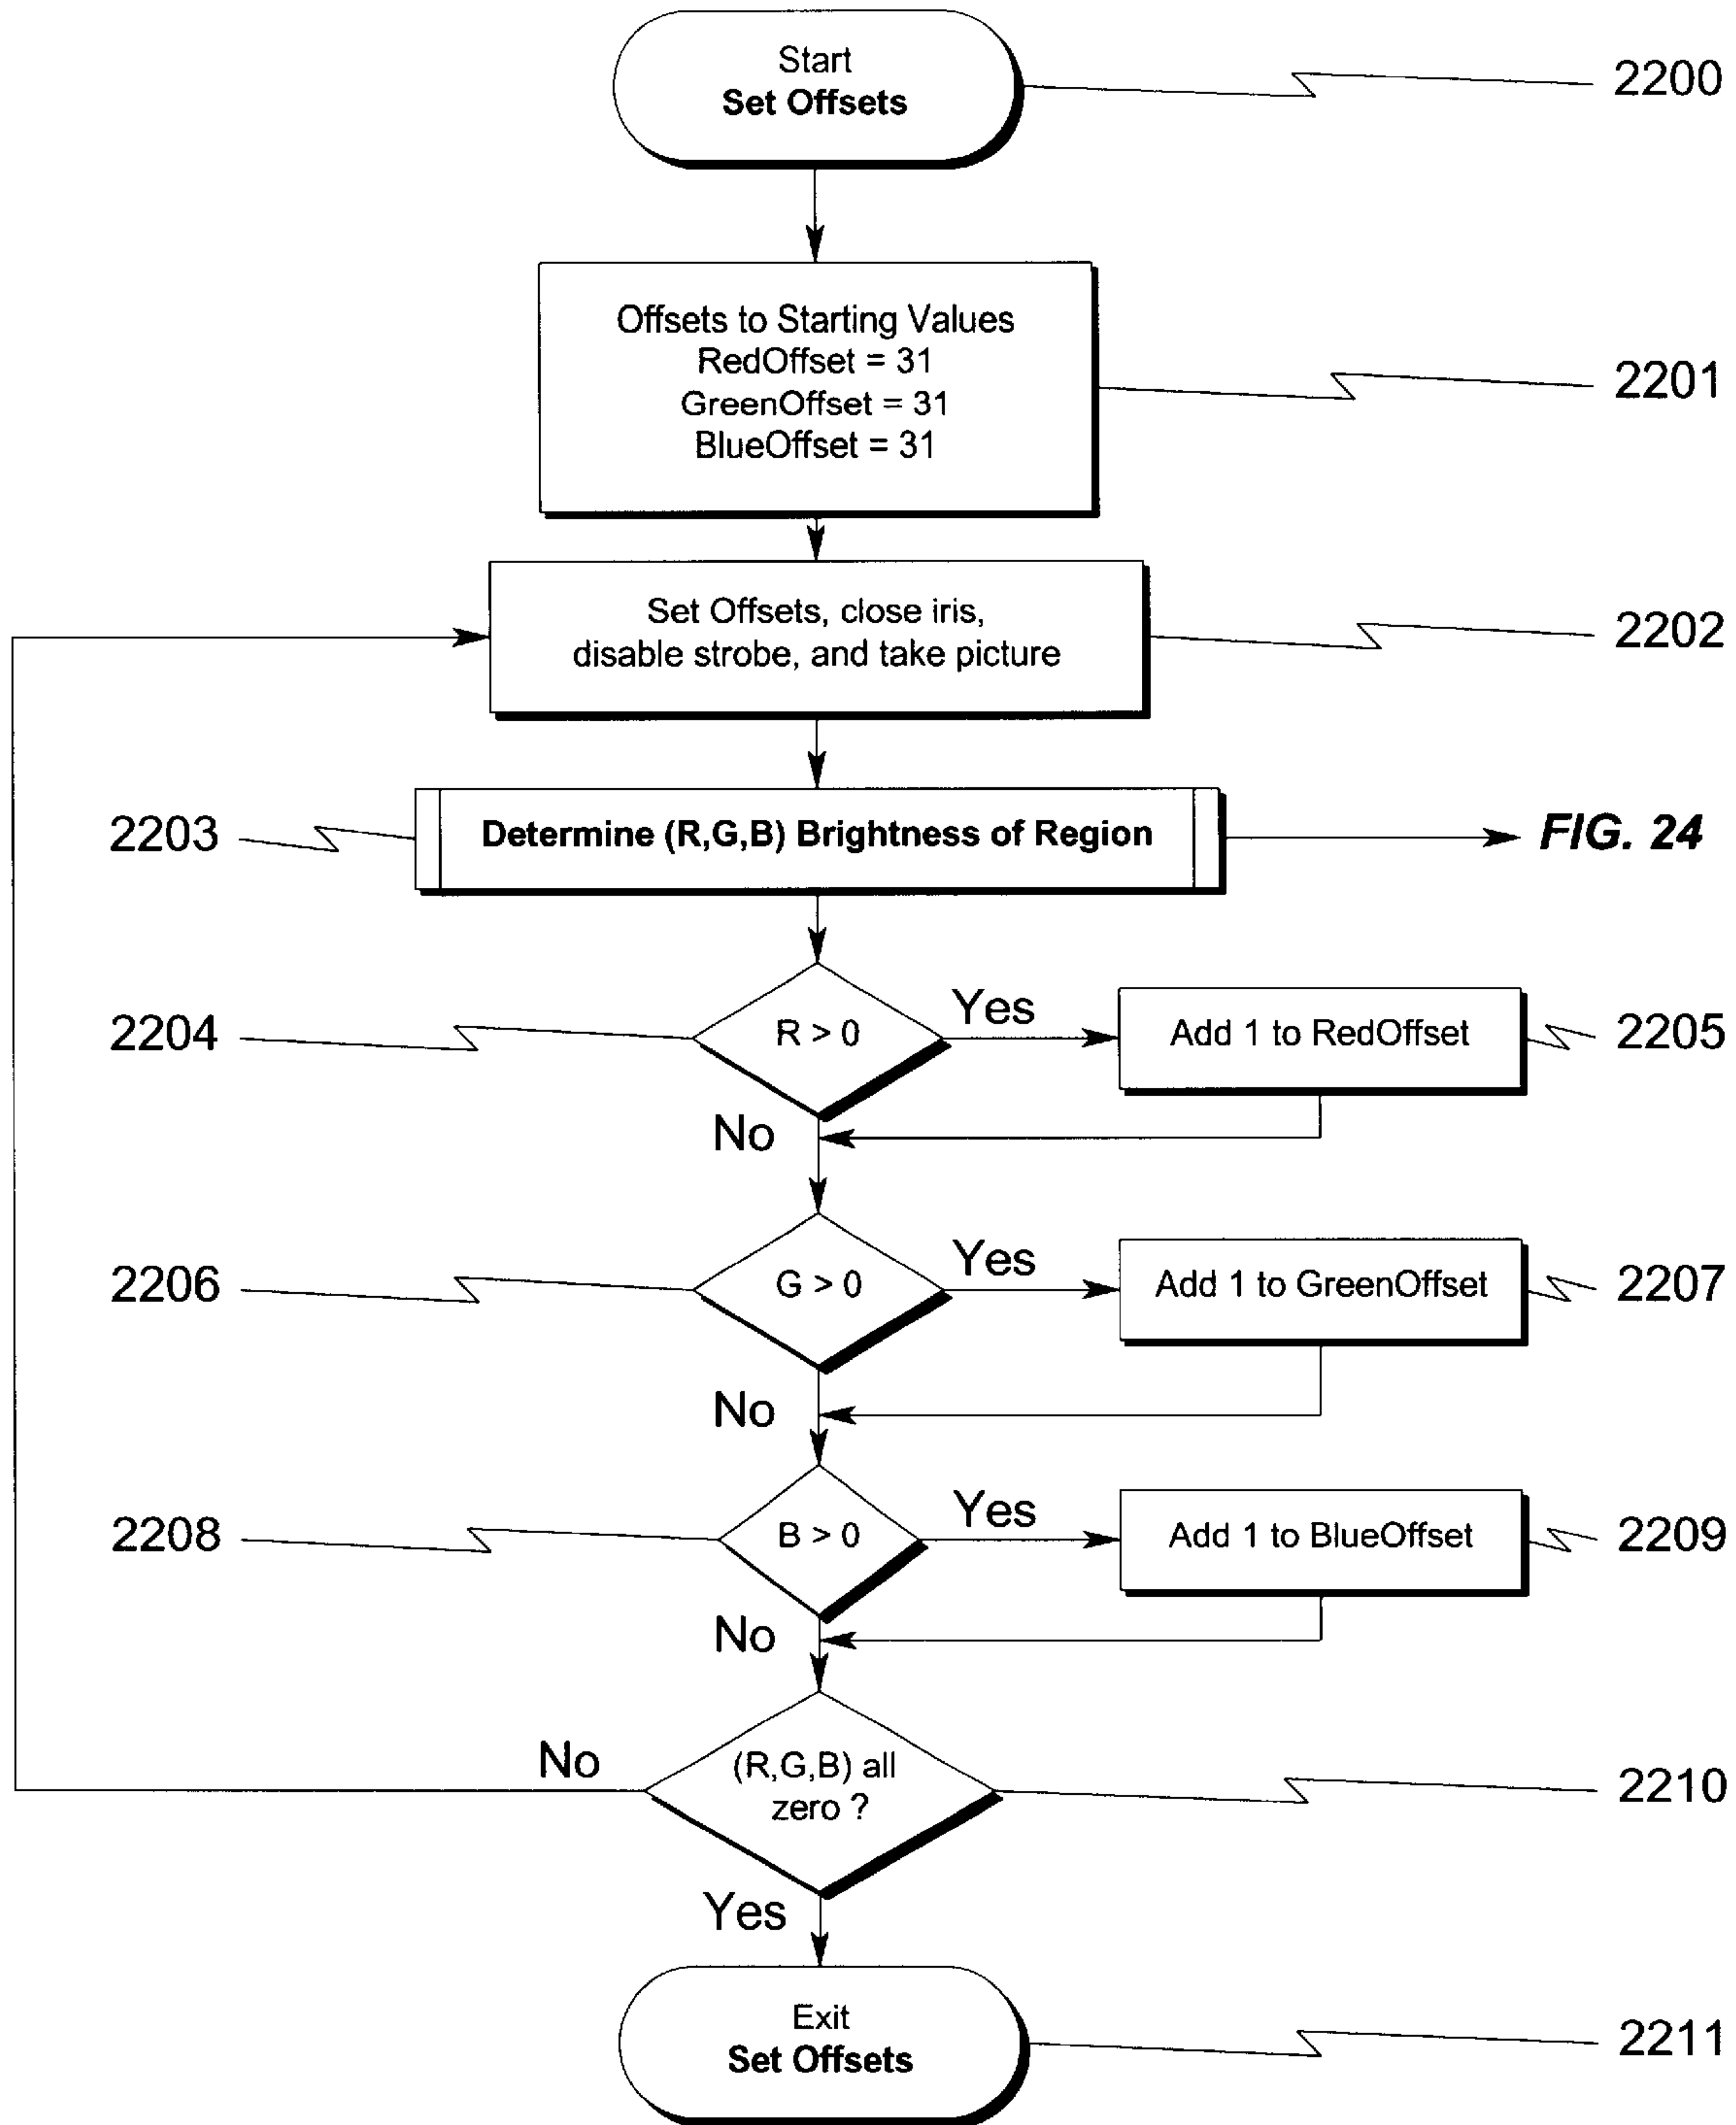 Start
Set Offsets
2200
Offsets to Starting Values
RedOffset = 31
GreenOffset = 31
BlueOffset = 31
2201
Set Offsets, close iris,
disable strobe, and take picture
2202
2203
Determine (R,G,B) Brightness of Region
FIG. 24
2204
R > 0
Yes
Add 1 to RedOffset
2205
No
2206
G > 0
Yes
Add 1 to GreenOffset
2207
No
2208
B > 0
Yes
Add 1 to BlueOffset
2209
No
No
(R,G,B) all
zero ?
2210
Yes
Exit
Set Offsets
2211